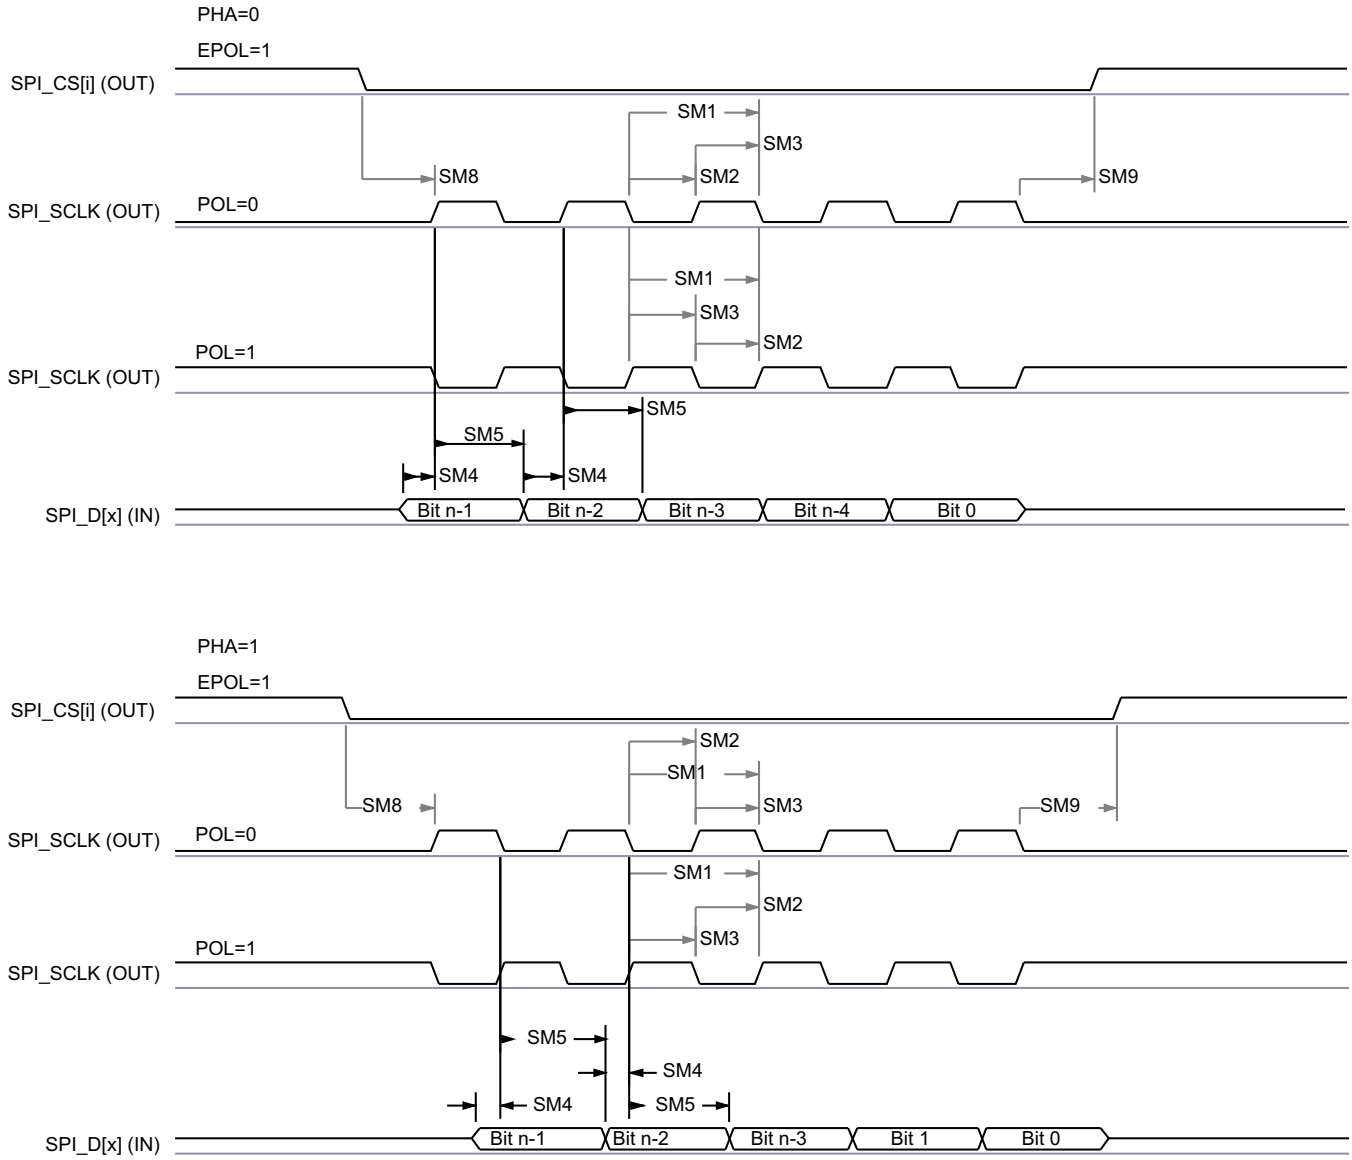 PHA=0
EPOL=1
SPI_CS[i] (OUT)
SM1
SM3
SM8
SM2
SM9
SPI_SCLK (OUT)
POL=0
SM1
SM3
SM2
POL=1
SPI_SCLK (OUT)
SM5
SM5
SM4
SM4
SPI_D[x] (IN)
Bit n-1
Bit n-2
Bit n-3
Bit n-4
Bit 0
PHA=1
EPOL=1
SPI_CS[i] (OUT)
SM2
SM1
SM8
SM3
SM9
SPI_SCLK (OUT)
POL=0
SM1
SM2
SM3
POL=1
SPI_SCLK (OUT)
SM5
SM4
SM4
SM5
SPI_D[x] (IN)
Bit n-1
Bit n-2
Bit n-3
Bit 1
Bit 0